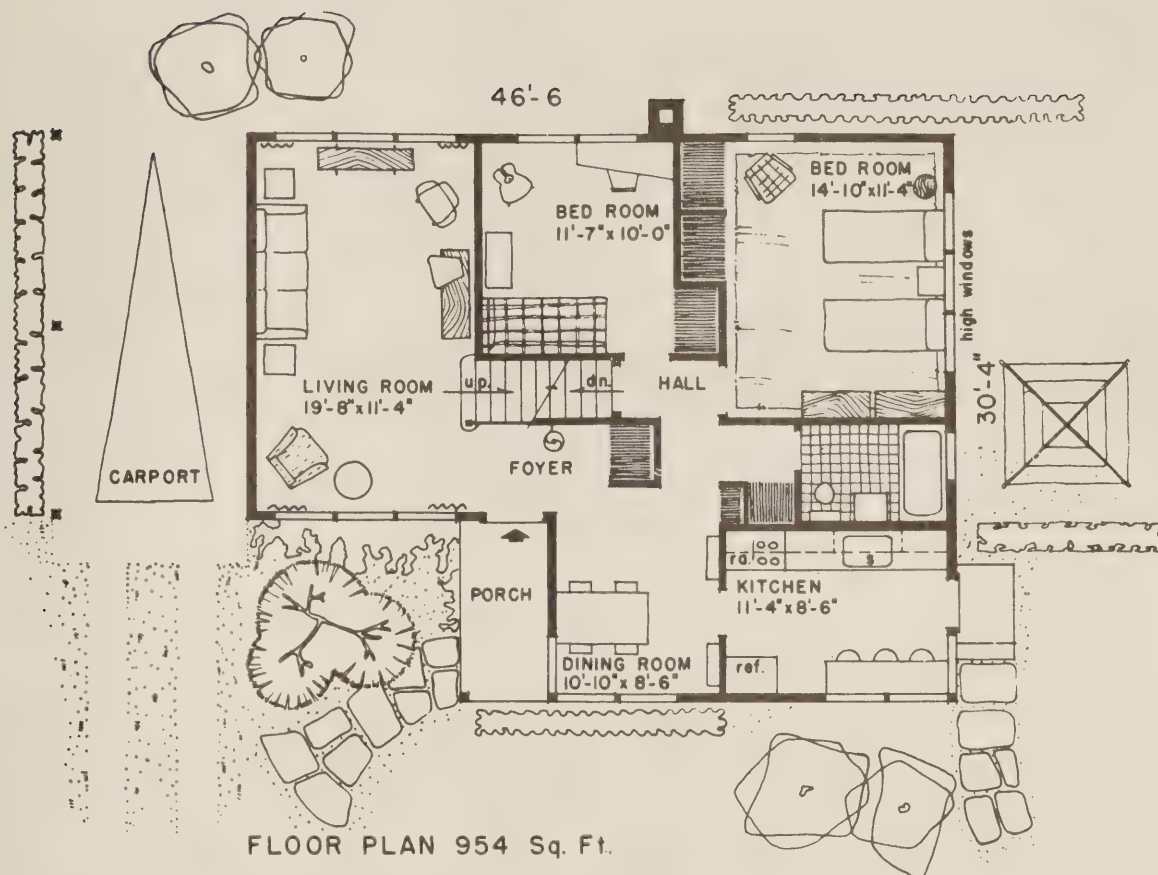 46'-6
BED ROOM
14'-10"x11'-4"
BED ROOM
11'-7"x10'-0"
high windows
30'-4"
LIVING ROOM
19'-8"x11'-4"
up.
dn.
HALL
CARPORT
FOYER
PORCH
ra.
s
KITCHEN
11'-4"x8'-6"
DINING ROOM
10'-10"x8'-6"
ref.
FLOOR PLAN 954 Sq. Ft.